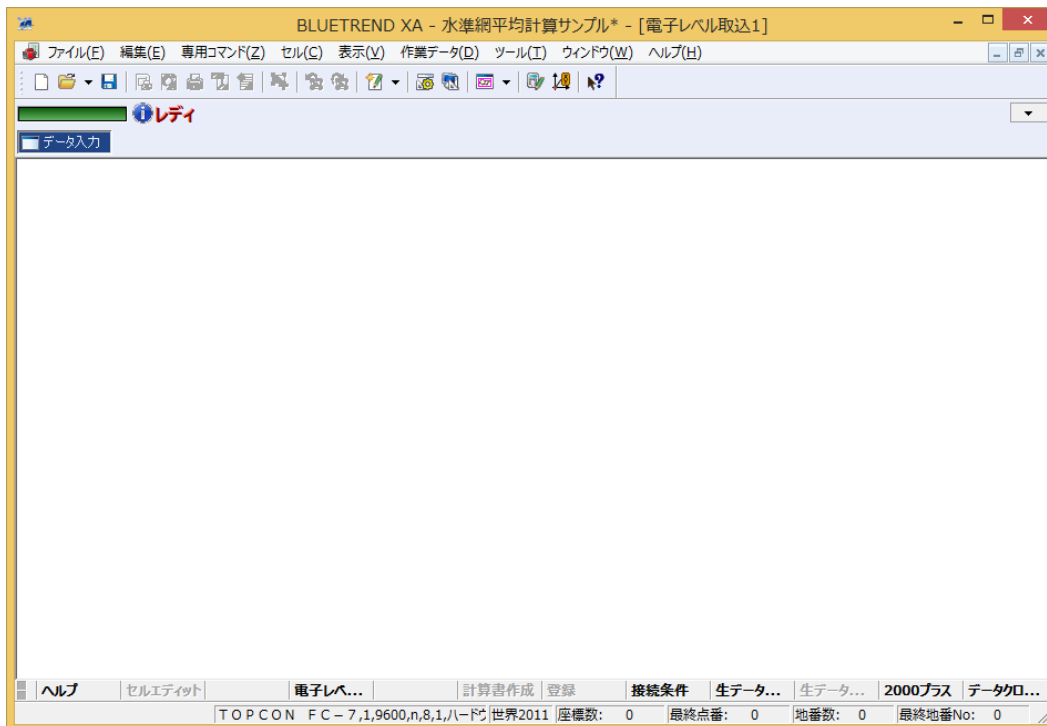 BLUETREND XA - 水準網平均計算サンプル* - [電子レベル取込1]
ファイル(F) 編集(E) 専用コマンド(Z) セル(C) 表示(V) 作業データ(D) ツール(T) ウィンドウ(W) ヘルプ(H)
レディ
データ入力
ヘルプ セルエディット 電子レベ... 計算書作成 登録 接続条件 生データ... 生データ... 2000プラス データクロ...
TOPCON FC-7,1,9600,n,8,1,ハードウ 世界2011 座標数: 0 最終点番: 0 地番数: 0 最終地番No: 0